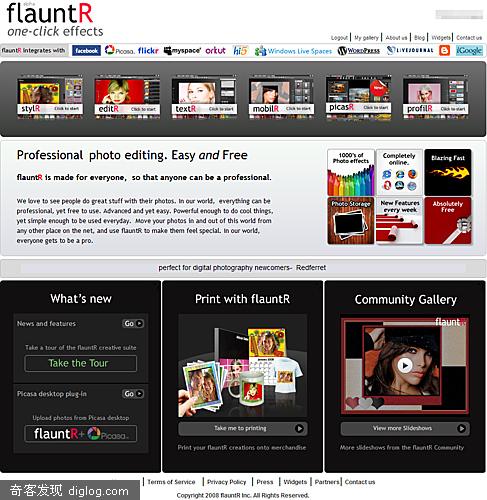 alpha
flauntR
one-click effects
Logout | My gallery | About us | Blog | Widgets | Contact us
flauntR integrates with facebook Picasa flickr myspace orkut hi5 Windows Live Spaces WORDPRESS LIVEJOURNAL iGoogle
stylR Click to start
editR Click to start
textR Click to start
mobilR Click to start
picasR Click to start
profilR Click to start
Professional photo editing. Easy and Free
flauntR is made for everyone, so that anyone can be a professional.
We love to see people do great stuff with their photos. In our world, everything can be
professional, yet free to use. Advanced and yet easy. Powerful enough to do cool things,
yet simple enough to be used everyday. Move your photos in and out of this world from
any other place on the net, and use flauntR to make them feel special. In our world,
everyone gets to be a pro.
1000's of
Photo effects
Completely
online.
Blazing Fast
Photo Storage
New Features
every week
Absolutely
Free
perfect for digital photography newcomers- Redferret
What's new
News and features Go
Take a tour of the flauntR creative suite
Take the Tour
Picasa desktop plug-in Go
Upload photos from Picasa desktop
flauntR+ Picasa
Print with flauntR
Take me to printing
Print your flauntR creations onto merchandise
Community Gallery
flaunt
View more Slideshows
More slideshows from the flauntR Community
| Terms of Service | Privacy Policy | Press | Widgets | Partners | Contact us
Copyright 2008 flauntR Inc. All Rights Reserved.
奇客发现 diglog.com